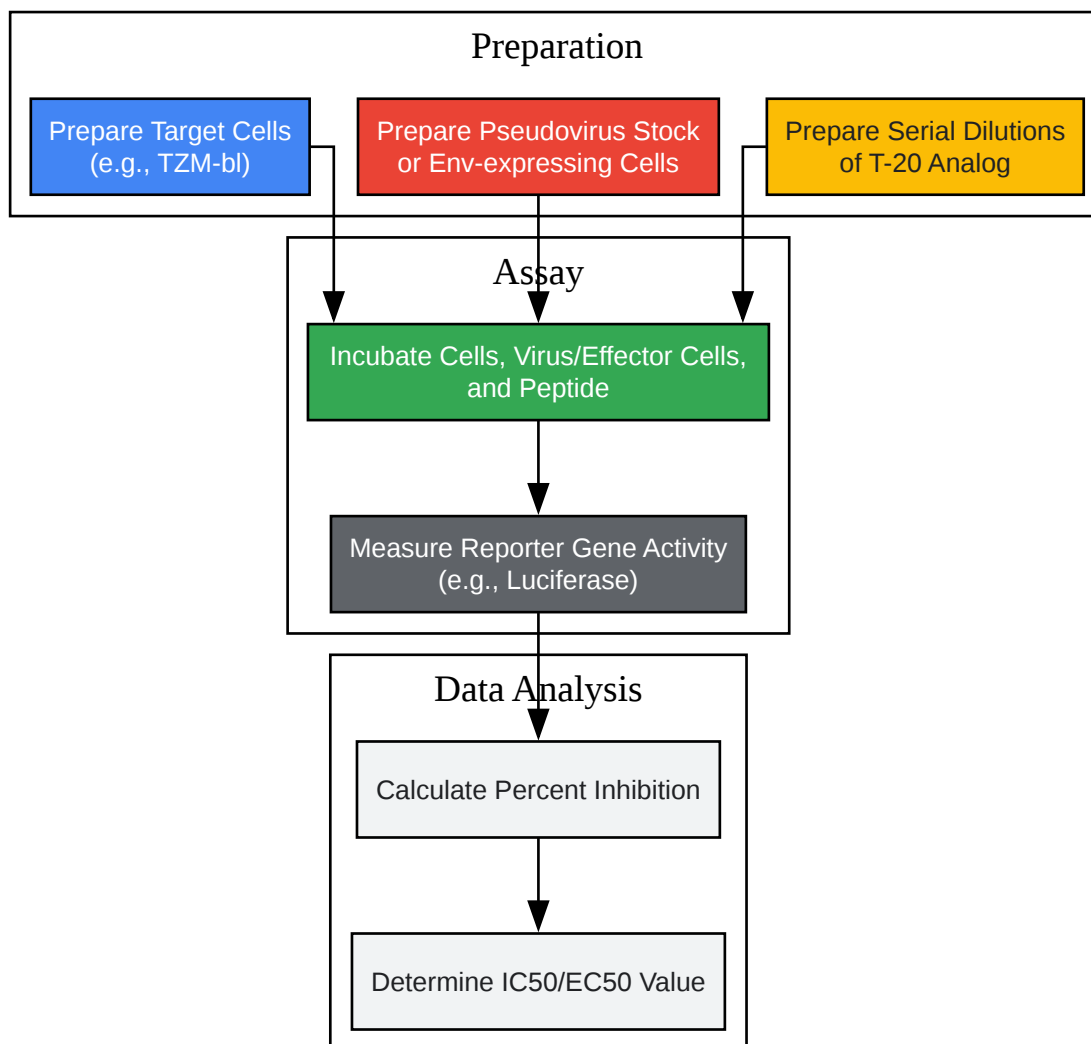 Preparation
Prepare Target Cells
(e.g., TZM-bl)
Prepare Pseudovirus Stock
or Env-expressing Cells
Prepare Serial Dilutions
of T-20 Analog
Assay
Incubate Cells, Virus/Effector Cells,
and Peptide
Measure Reporter Gene Activity
(e.g., Luciferase)
Data Analysis
Calculate Percent Inhibition
Determine IC50/EC50 Value